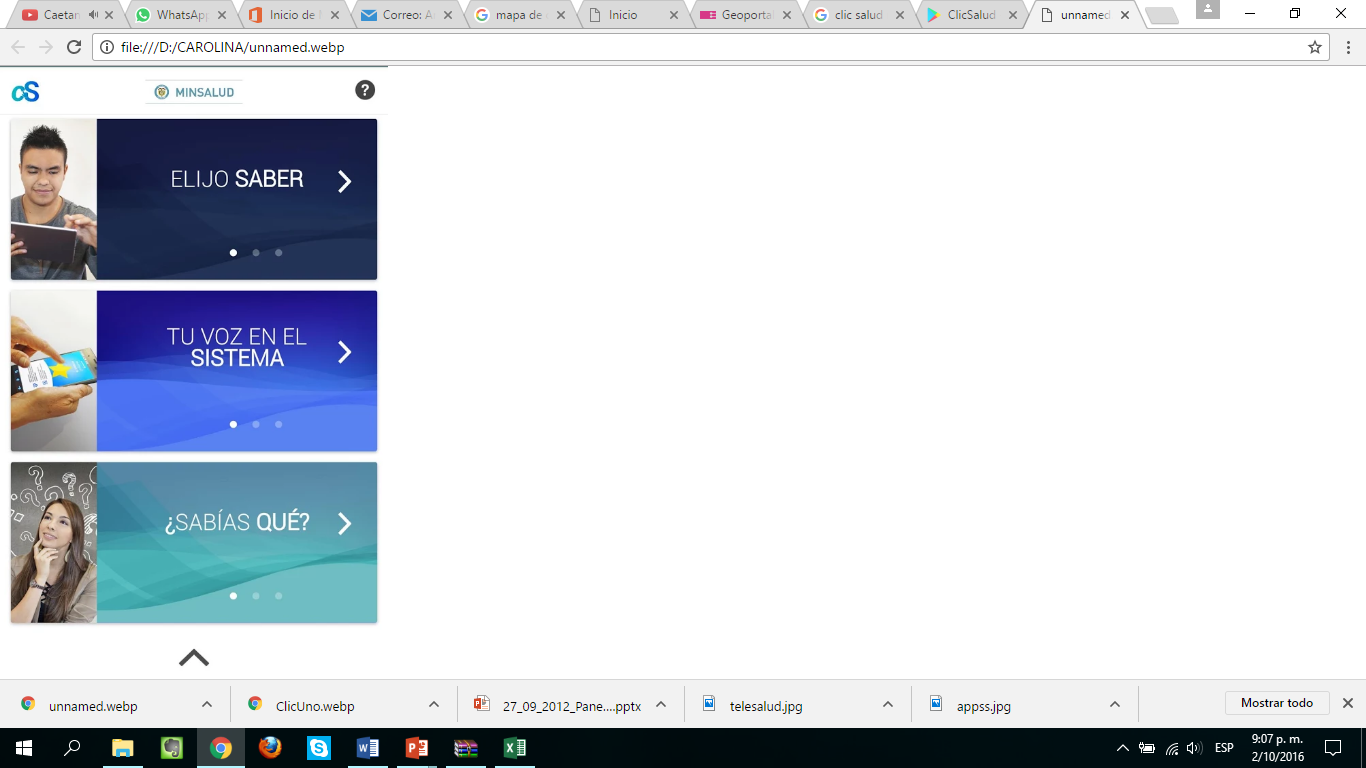 Caetan
WhatsApp
Inicio de M
Correo: A
mapa de
Inicio
Geoportal
clic salud
ClicSalud
unnamed
file:///D:/CAROLINA/unnamed.webp
cS
MINSALUD
?
ELIJO SABER
TU VOZ EN EL
SISTEMA
¿SABÍAS QUÉ?
unnamed.webp
ClicUno.webp
27_09_2012_Pane....pptx
telesalud.jpg
appss.jpg
Mostrar todo
ESP
9:07 p. m.
2/10/2016